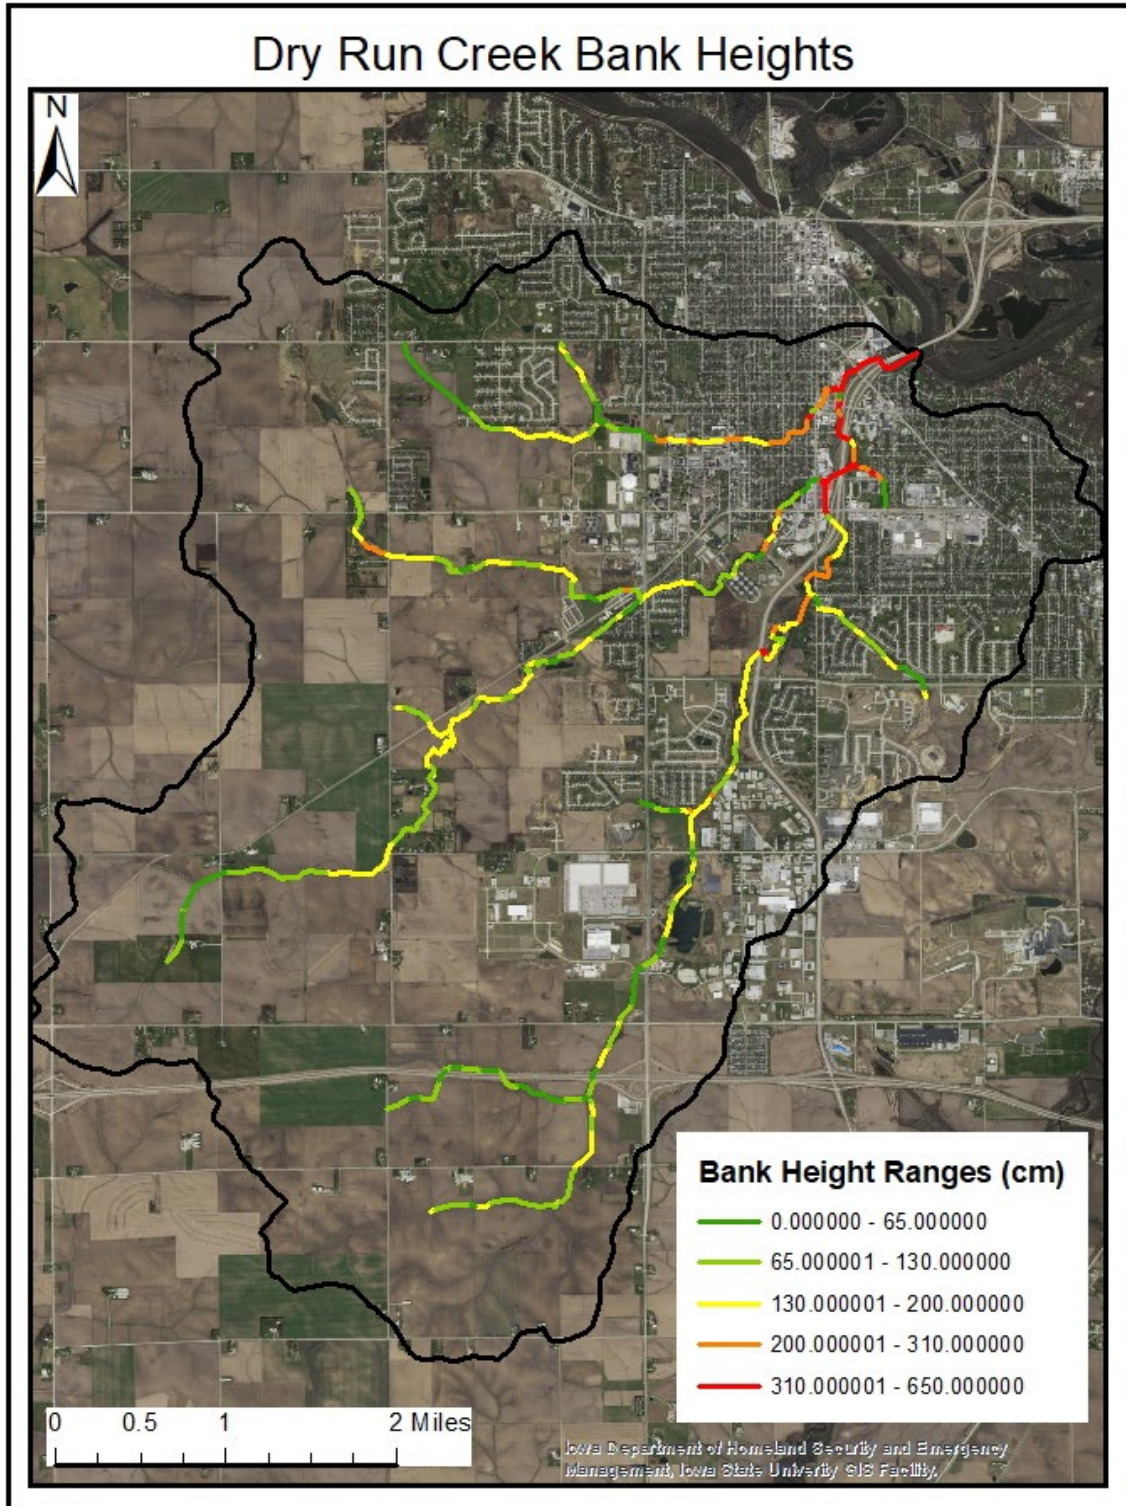 Dry Run Creek Bank Heights
N
Bank Height Ranges (cm)
0.000000 - 65.000000
65.000001 - 130.000000
130.000001 - 200.000000
200.000001 - 310.000000
310.000001 - 650.000000
0 0.5 1 2 Miles
Iowa Department of Homeland Security and Emergency
Management, Iowa State Univerity GIS Facility.